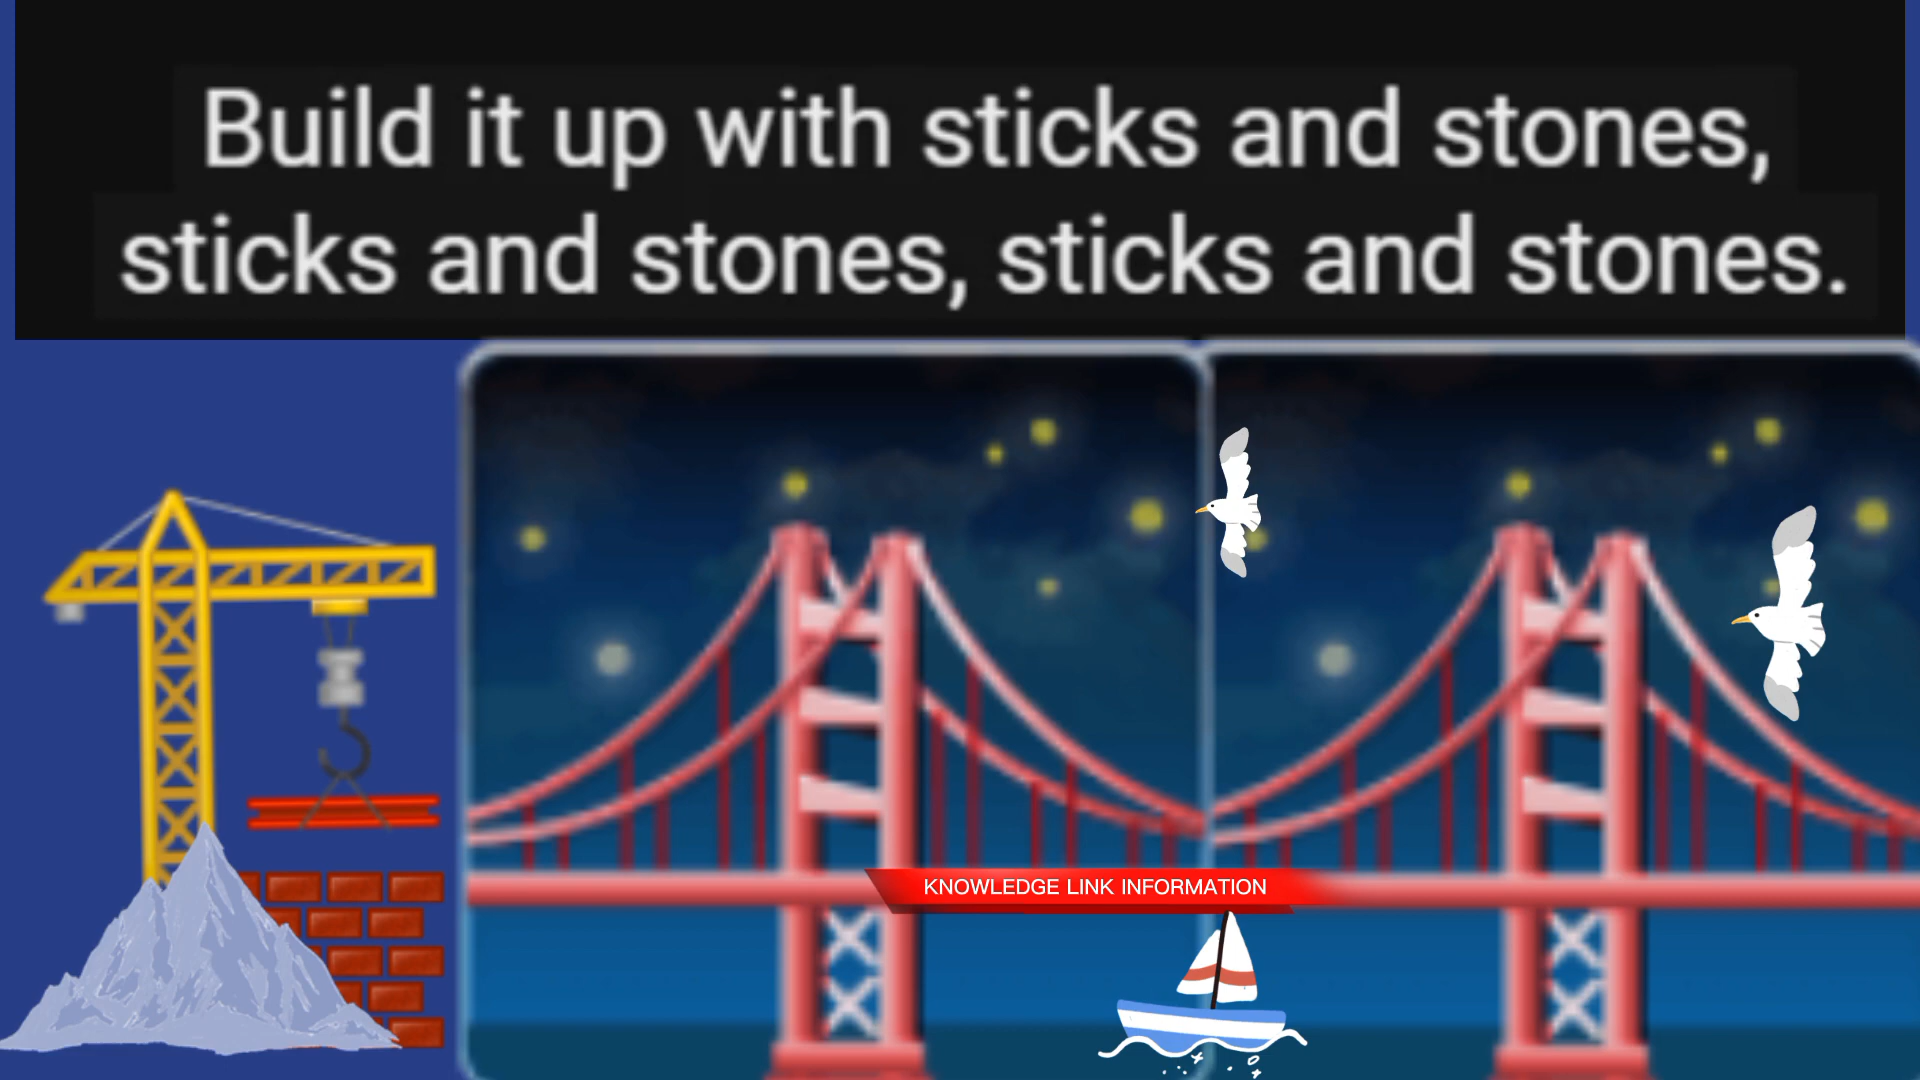 Build it up with sticks and stones,
sticks and stones, sticks and stones.
KNOWLEDGE LINK INFORMATION